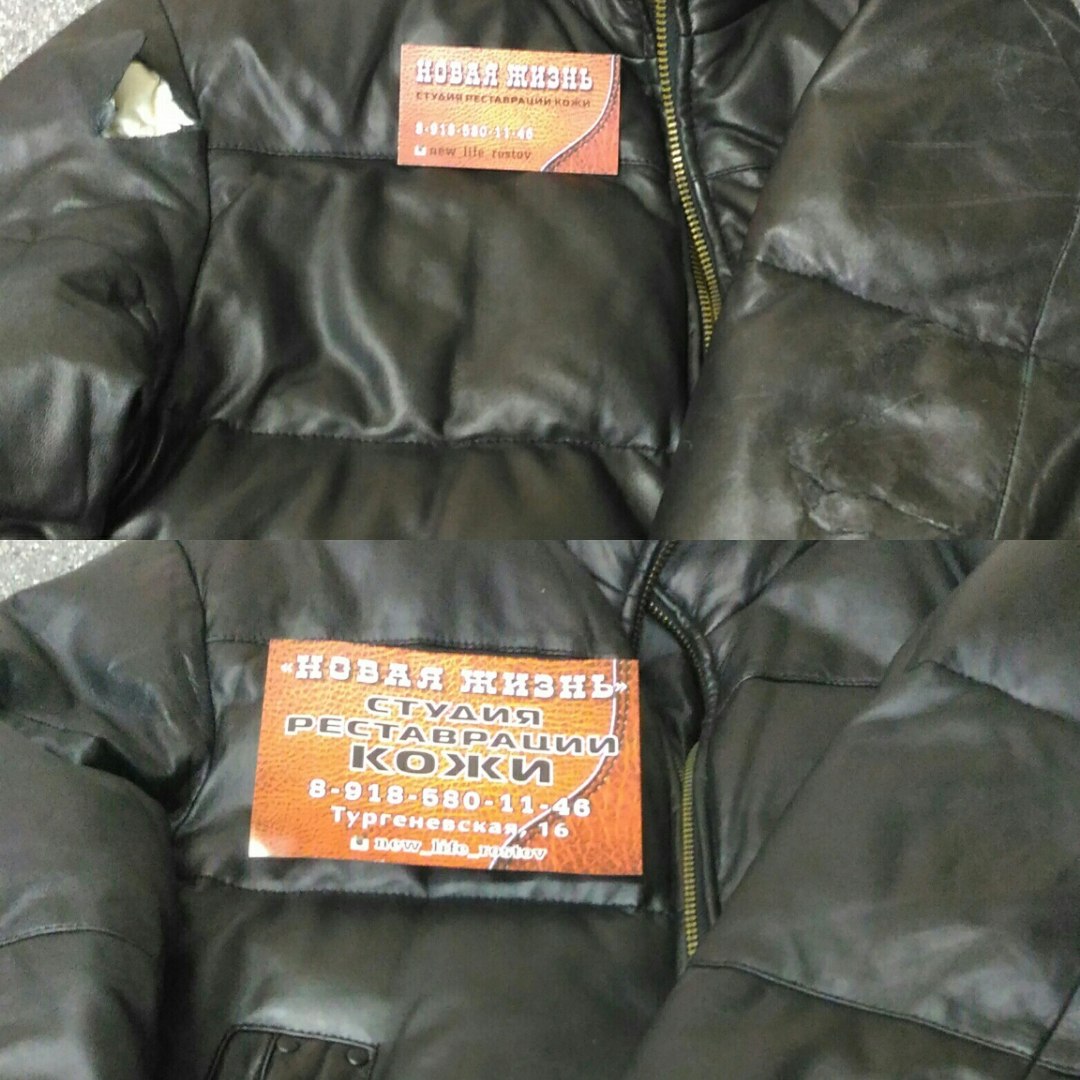 НОВАЯ ЖИЗНЬ
СТУДИЯ РЕСТАВРАЦИИ КОЖИ
8-918-580-11-46
new_life_rostov
«НОВАЯ ЖИЗНЬ»
СТУДИЯ
РЕСТАВРАЦИИ
КОЖИ
8-918-580-11-46
Тургеневская, 16
new_life_rostov